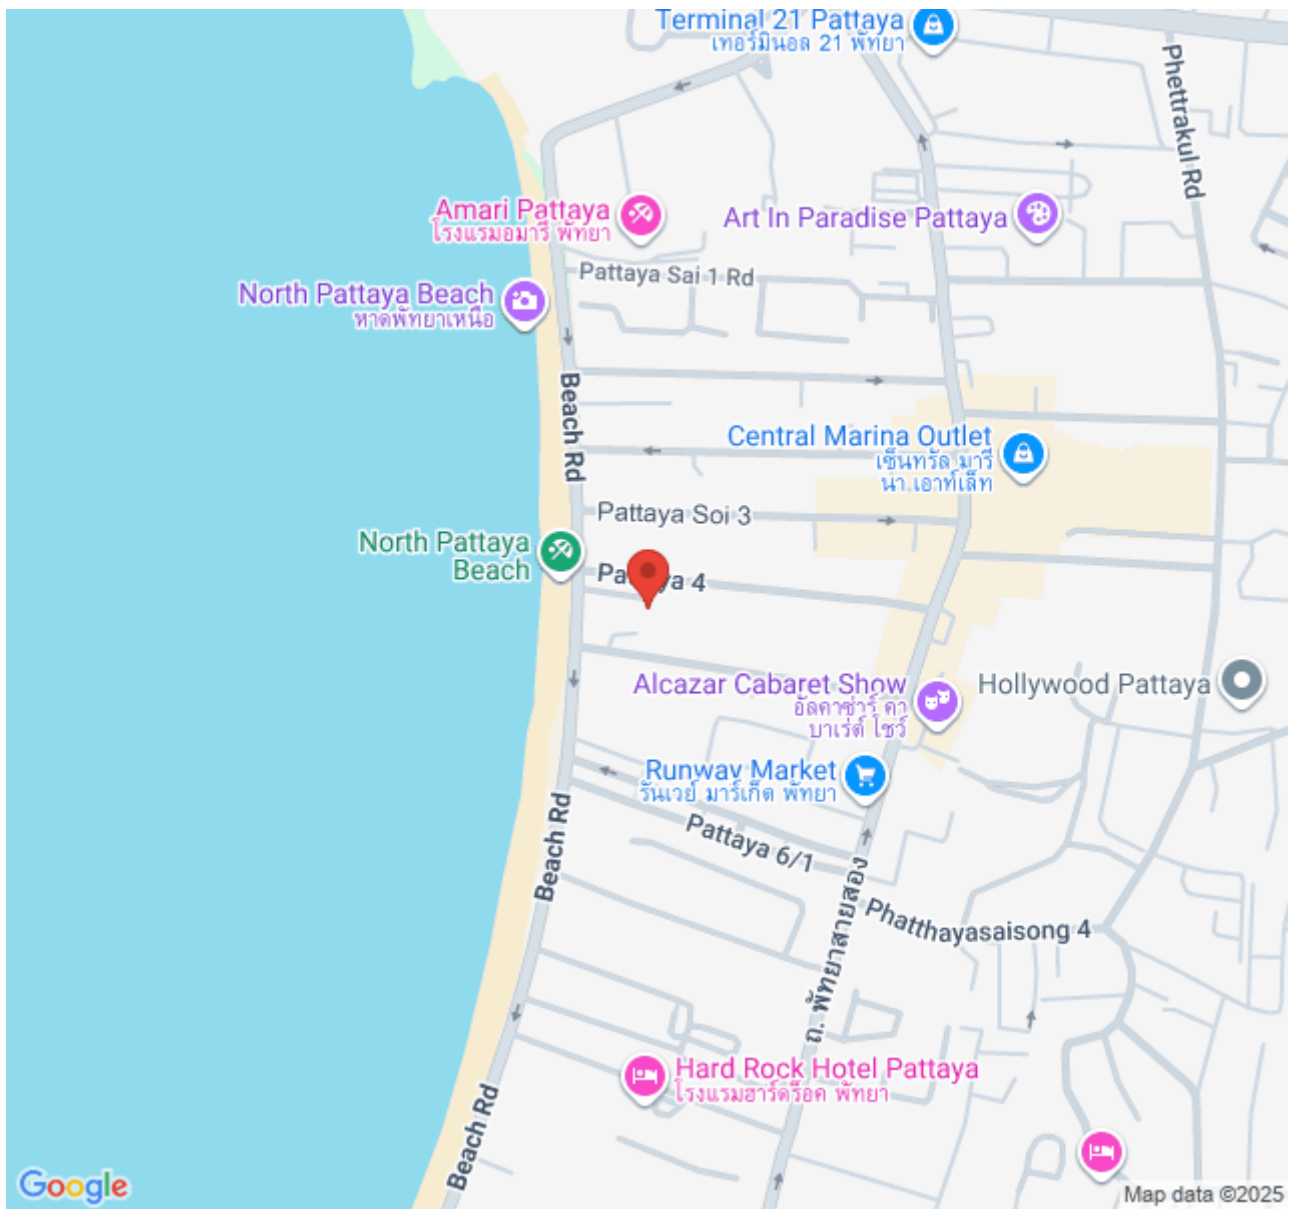 Terminal 21 Pattaya
เทอร์มินอล 21 พัทยา
Phettrakul Rd
Amari Pattaya
โรงแรมอมารี พัทยา
Art In Paradise Pattaya
Pattaya Sai 1 Rd
North Pattaya Beach
หาดพัทยาเหนือ
Beach Rd
Central Marina Outlet
เซ็นทรัล มารี
นา เอาท์เล็ท
Pattaya Soi 3
North Pattaya
Beach
Pa ya 4
Alcazar Cabaret Show
อัลคาซ่าร์ คา
บาเร่ต์ โชว์
Hollywood Pattaya
Runway Market
รันเวย์ มาร์เก็ต พัทยา
Beach Rd
Pattaya 6/1
ถ. พัทยาสายสอง
Phatthayasaisong 4
Hard Rock Hotel Pattaya
โรงแรมฮาร์ดร็อค พัทยา
Beach Rd
Google
Map data ©2025